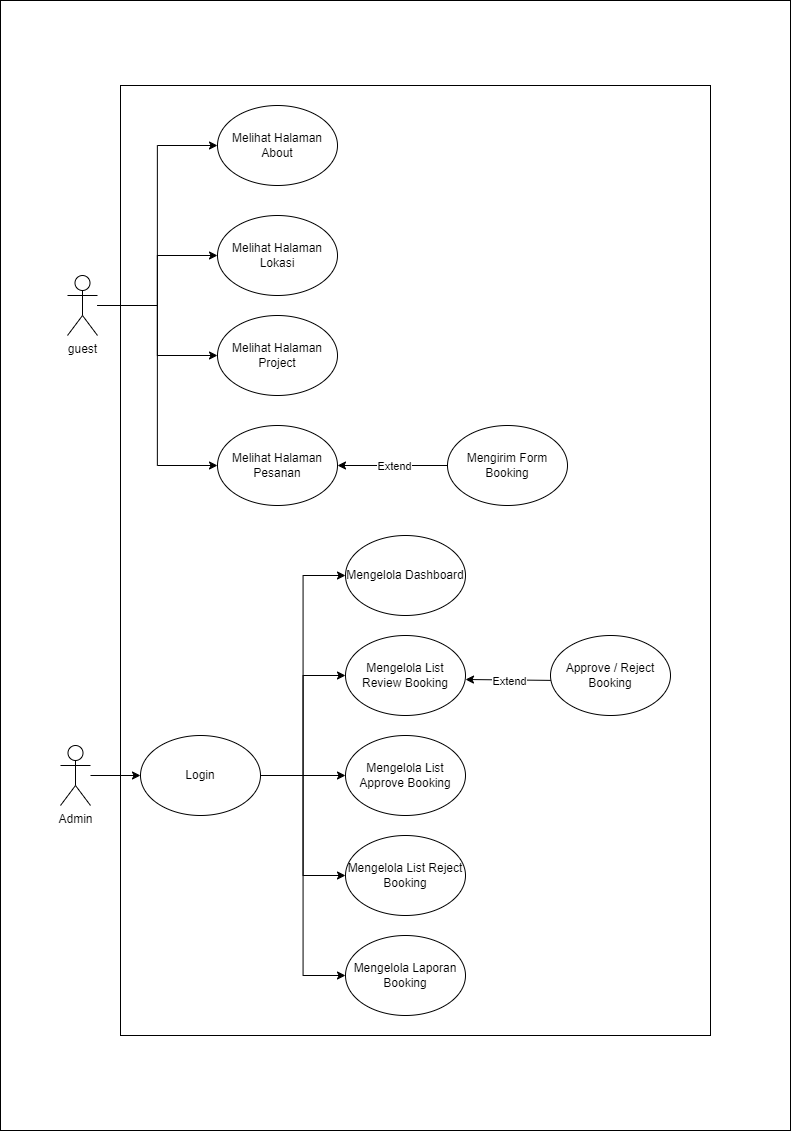 Melihat Halaman
About
Melihat Halaman
Lokasi
guest
Melihat Halaman
Project
Melihat Halaman
Pesanan
Extend
Mengirim Form
Booking
Mengelola Dashboard
Mengelola List
Review Booking
Extend
Approve / Reject
Booking
Admin
Login
Mengelola List
Approve Booking
Mengelola List Reject
Booking
Mengelola Laporan
Booking